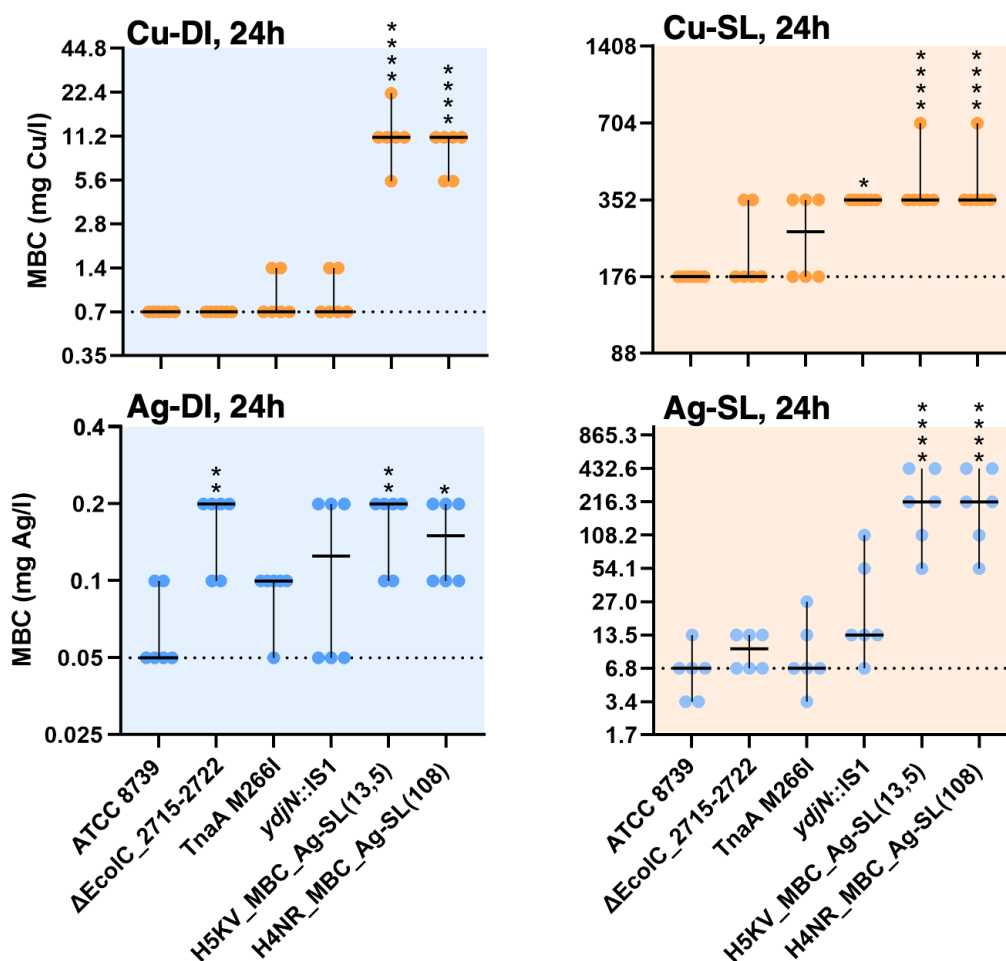 Cu-DI, 24h
MBC (mg Cu/l)
44.8
22.4
11.2
5.6
2.8
1.4
0.7
0.35
****
****
Cu-SL, 24h
1408
704
352
176
88
*
****
****
Ag-DI, 24h
MBC (mg Ag/l)
0.4
0.2
0.1
0.05
0.025
**
**
*
ATCC 8739
ΔEcolC_2715-2722
TnaA M266I
ydjN::IS1
H5KV_MBC_Ag-SL(13,5)
H4NR_MBC_Ag-SL(108)
Ag-SL, 24h
865.3
432.6
216.3
108.2
54.1
27.0
13.5
6.8
3.4
1.7
****
****
ATCC 8739
ΔEcolC_2715-2722
TnaA M266I
ydjN::IS1
H5KV_MBC_Ag-SL(13,5)
H4NR_MBC_Ag-SL(108)